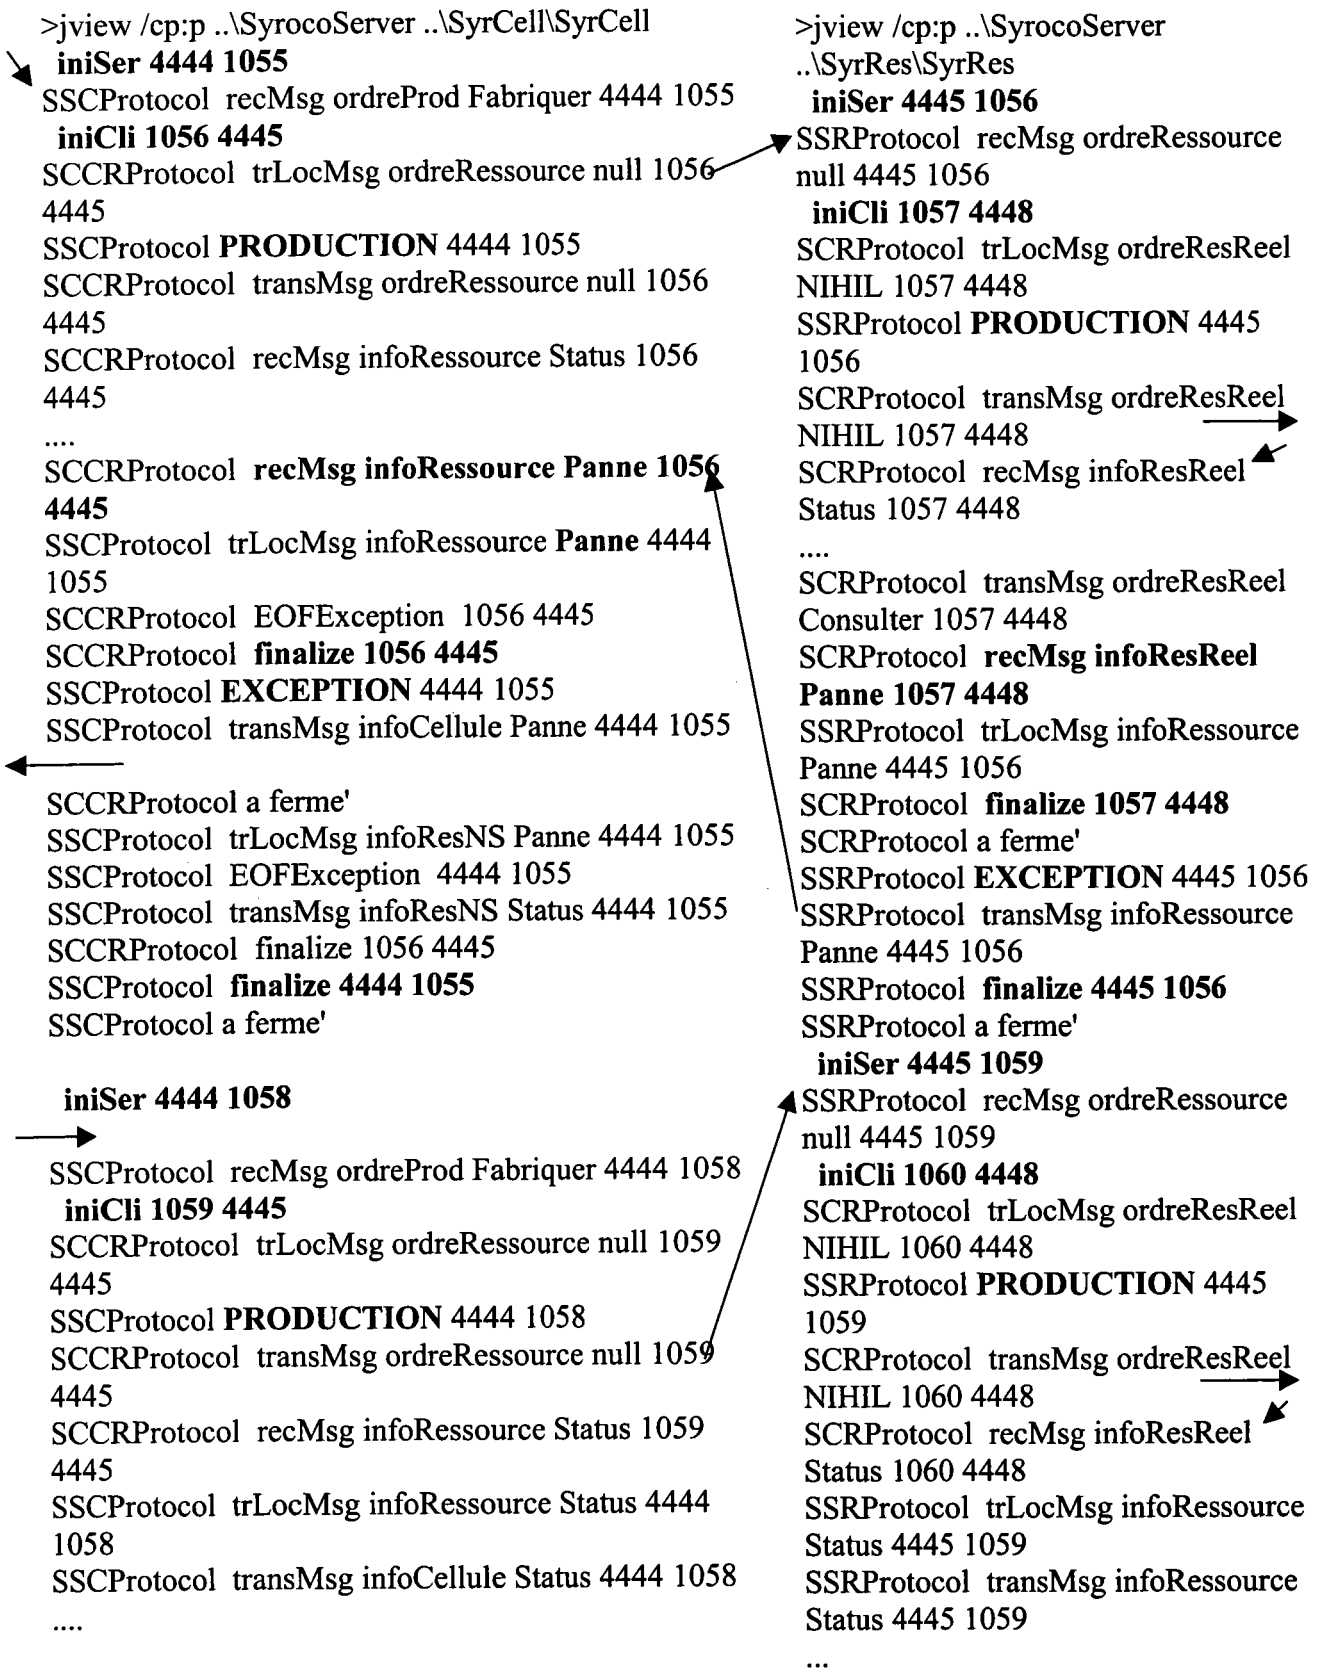 >jview /cp:p ..\SyrocoServer ..\SyrCell\SyrCell
iniSer 4444 1055
SSCProtocol recMsg ordreProd Fabriquer 4444 1055
iniCli 1056 4445
SCCRProtocol trLocMsg ordreRessource null 1056
4445
SSCProtocol PRODUCTION 4444 1055
SCCRProtocol transMsg ordreRessource null 1056
4445
SCCRProtocol recMsg infoRessource Status 1056
4445
....
SCCRProtocol recMsg infoRessource Panne 1056
4445
SSCProtocol trLocMsg infoRessource Panne 4444
1055
SCCRProtocol EOFException 1056 4445
SCCRProtocol finalize 1056 4445
SSCProtocol EXCEPTION 4444 1055
SSCProtocol transMsg infoCellule Panne 4444 1055
SCCRProtocol a ferme'
SSCProtocol trLocMsg infoResNS Panne 4444 1055
SSCProtocol EOFException 4444 1055
SSCProtocol transMsg infoResNS Status 4444 1055
SCCRProtocol finalize 1056 4445
SSCProtocol finalize 4444 1055
SSCProtocol a ferme'
iniSer 4444 1058
SSCProtocol recMsg ordreProd Fabriquer 4444 1058
iniCli 1059 4445
SCCRProtocol trLocMsg ordreRessource null 1059
4445
SSCProtocol PRODUCTION 4444 1058
SCCRProtocol transMsg ordreRessource null 1059
4445
SCCRProtocol recMsg infoRessource Status 1059
4445
SSCProtocol trLocMsg infoRessource Status 4444
1058
SSCProtocol transMsg infoCellule Status 4444 1058
....
>jview /cp:p ..\SyrocoServer
..\SyrRes\SyrRes
iniSer 4445 1056
SSRProtocol recMsg ordreRessource
null 4445 1056
iniCli 1057 4448
SCRProtocol trLocMsg ordreResReel
NIHIL 1057 4448
SSRProtocol PRODUCTION 4445
1056
SCRProtocol transMsg ordreResReel
NIHIL 1057 4448
SCRProtocol recMsg infoResReel
Status 1057 4448
....
SCRProtocol transMsg ordreResReel
Consulter 1057 4448
SCRProtocol recMsg infoResReel
Panne 1057 4448
SSRProtocol trLocMsg infoRessource
Panne 4445 1056
SCRProtocol finalize 1057 4448
SCRProtocol a ferme'
SSRProtocol EXCEPTION 4445 1056
SSRProtocol transMsg infoRessource
Panne 4445 1056
SSRProtocol finalize 4445 1056
SSRProtocol a ferme'
iniSer 4445 1059
SSRProtocol recMsg ordreRessource
null 4445 1059
iniCli 1060 4448
SCRProtocol trLocMsg ordreResReel
NIHIL 1060 4448
SSRProtocol PRODUCTION 4445
1059
SCRProtocol transMsg ordreResReel
NIHIL 1060 4448
SCRProtocol recMsg infoResReel
Status 1060 4448
SSRProtocol trLocMsg infoRessource
Status 4445 1059
SSRProtocol transMsg infoRessource
Status 4445 1059
...